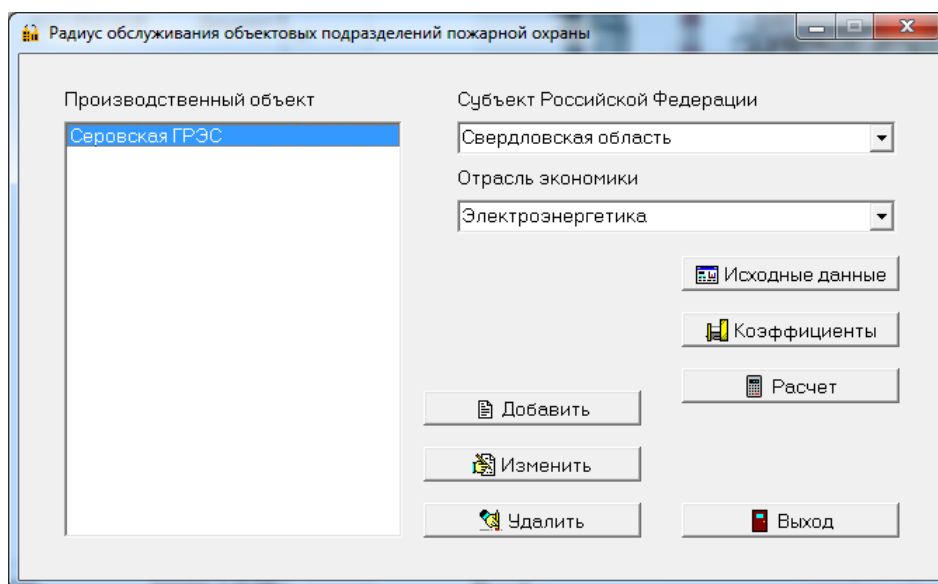 Радиус обслуживания объектовых подразделений пожарной охраны
Производственный объект
Серовская ГРЭС
Субъект Российской Федерации
Свердловская область
Отрасль экономики
Электроэнергетика
Исходные данные
Коэффициенты
Расчет
Добавить
Изменить
Удалить
Выход